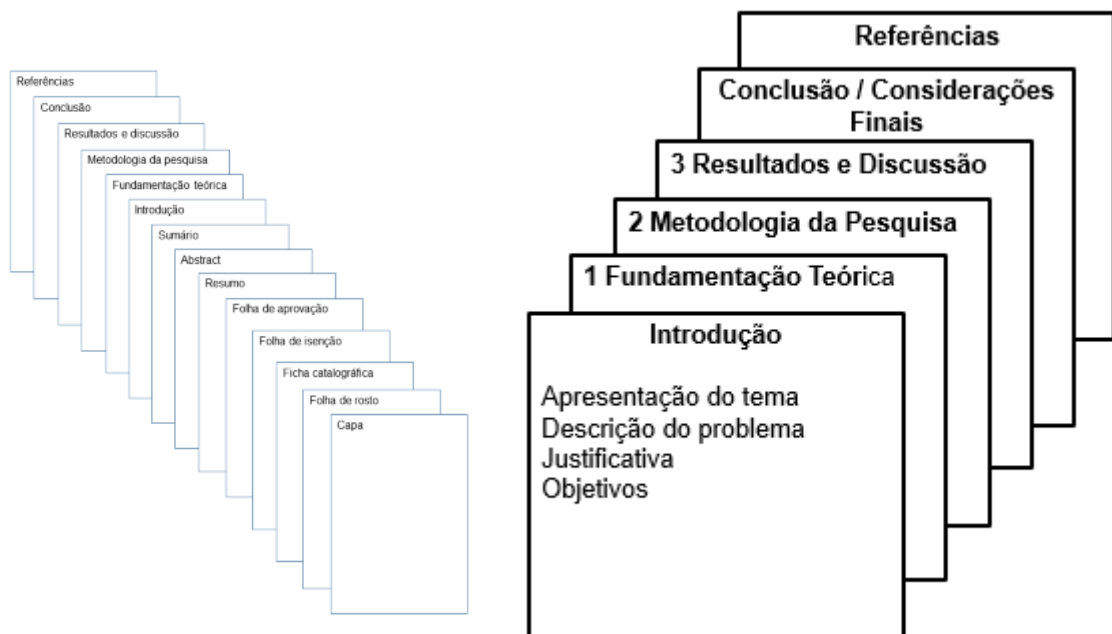 Referências
Conclusão
Resultados e discussão
Metodologia da pesquisa
Fundamentação teórica
Introdução
Sumário
Abstract
Resumo
Folha de aprovação
Folha de isenção
Ficha catalográfica
Folha de rosto
Capa
Referências
Conclusão / Considerações
Finais
3 Resultados e Discussão
2 Metodologia da Pesquisa
1 Fundamentação Teórica
Introdução
Apresentação do tema
Descrição do problema
Justificativa
Objetivos